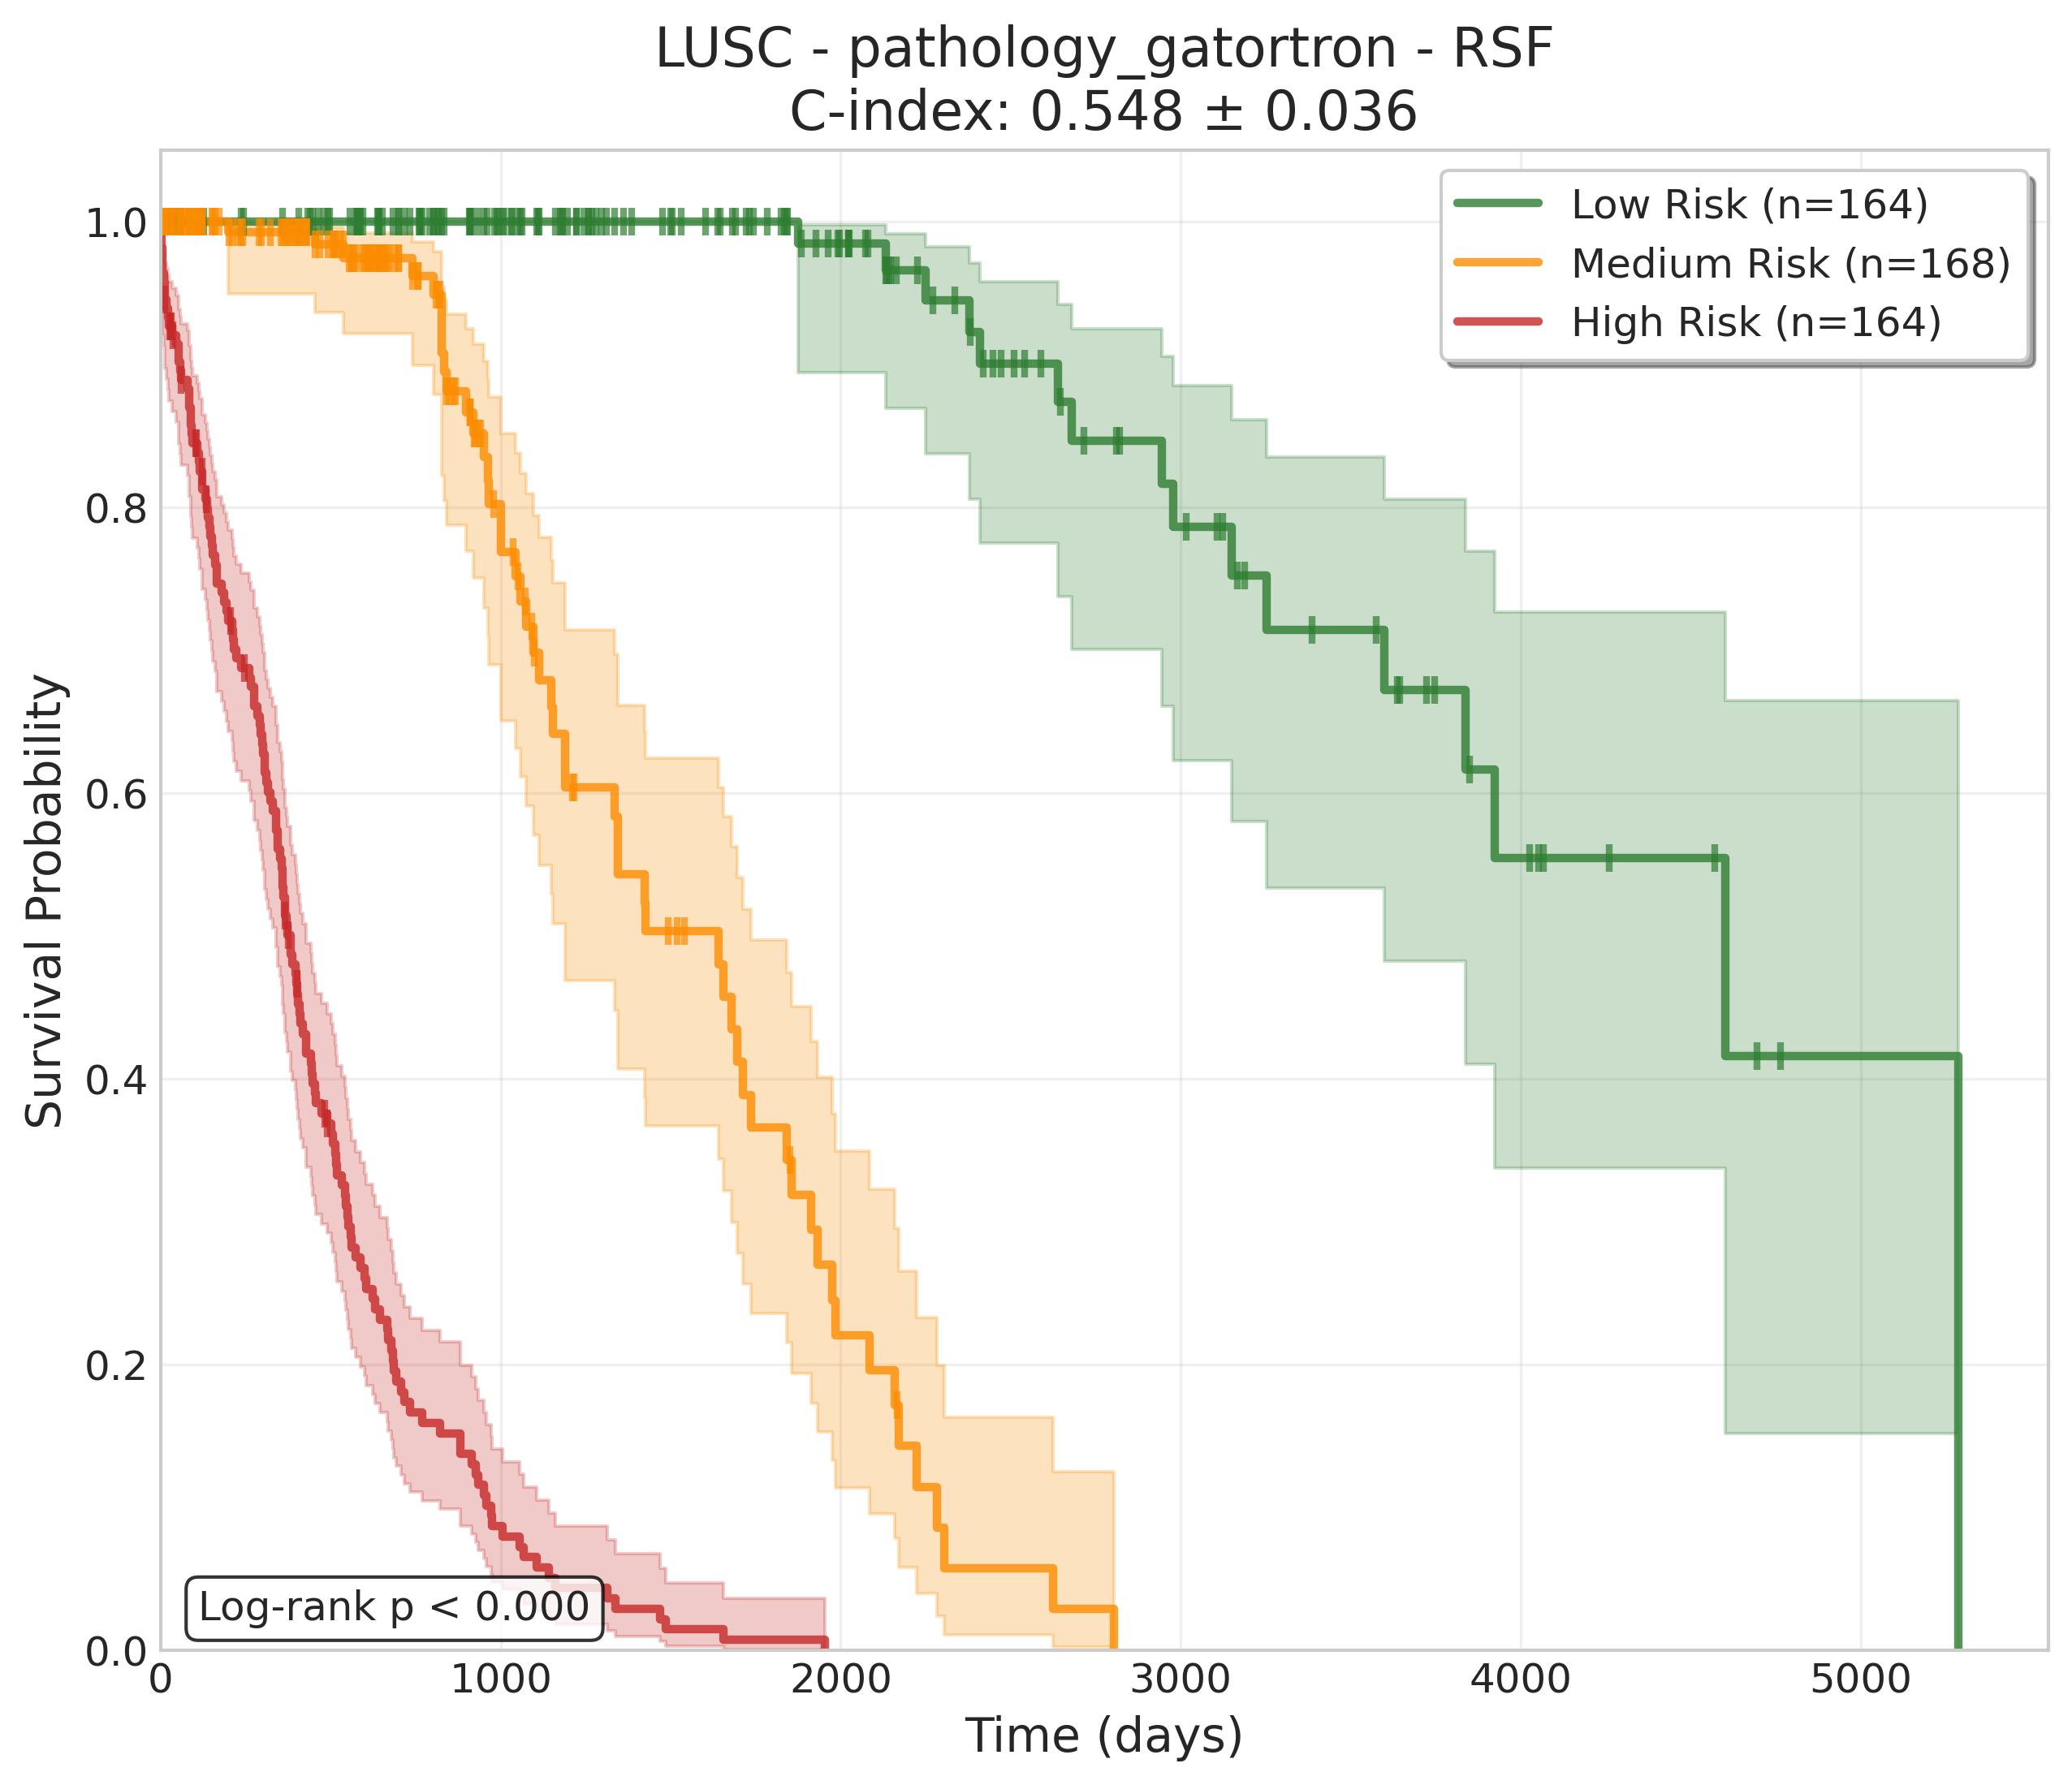 LUSC - pathology_gatortron - RSF
C-index: 0.548 ± 0.036
Low Risk (n=164)
Medium Risk (n=168)
High Risk (n=164)
Survival Probability
1.0
0.8
0.6
0.4
0.2
0.0
Log-rank p < 0.000
0 1000 2000 3000 4000 5000
Time (days)